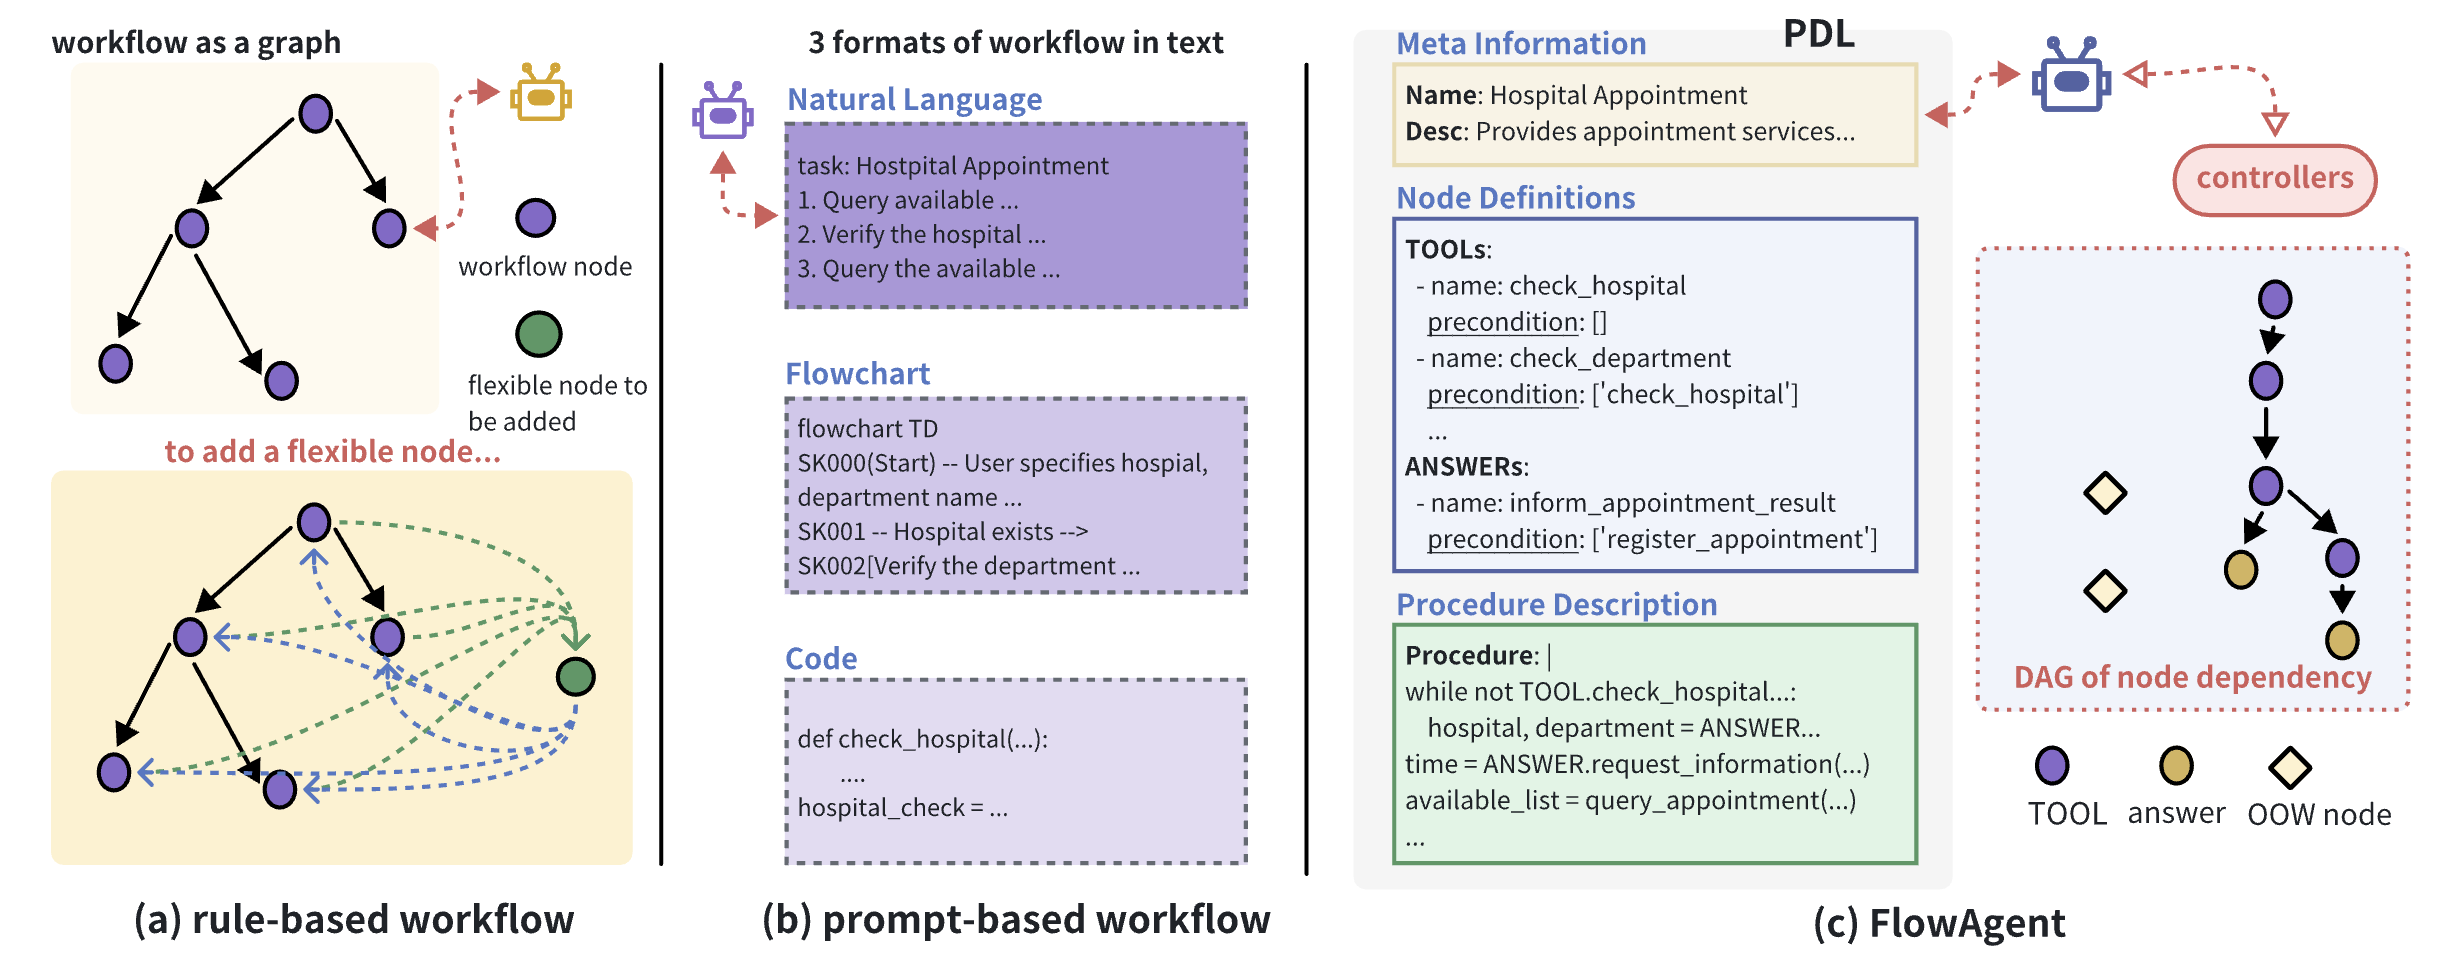 workflow as a graph
workflow node
flexible node to
be added
to add a flexible node...
(a) rule-based workflow
3 formats of workflow in text
Natural Language
task: Hostpital Appointment
1. Query available ...
2. Verify the hospital ...
3. Query the available ...
Flowchart
flowchart TD
SK000(Start) -- User specifies hospial,
department name ...
SK001 -- Hospital exists -->
SK002[Verify the department ...
Code
def check_hospital(...):
....
hospital_check = ...
(b) prompt-based workflow
PDL
Meta Information
Name: Hospital Appointment
Desc: Provides appointment services...
Node Definitions
TOOLs:
- name: check_hospital
precondition: []
- name: check_department
precondition: ['check_hospital']
...
ANSWERs:
- name: inform_appointment_result
precondition: ['register_appointment']
Procedure Description
Procedure: |
while not TOOL.check_hospital...:
hospital, department = ANSWER...
time = ANSWER.request_information(...)
available_list = query_appointment(...)
...
controllers
DAG of node dependency
TOOL
answer
OOW node
(c) FlowAgent